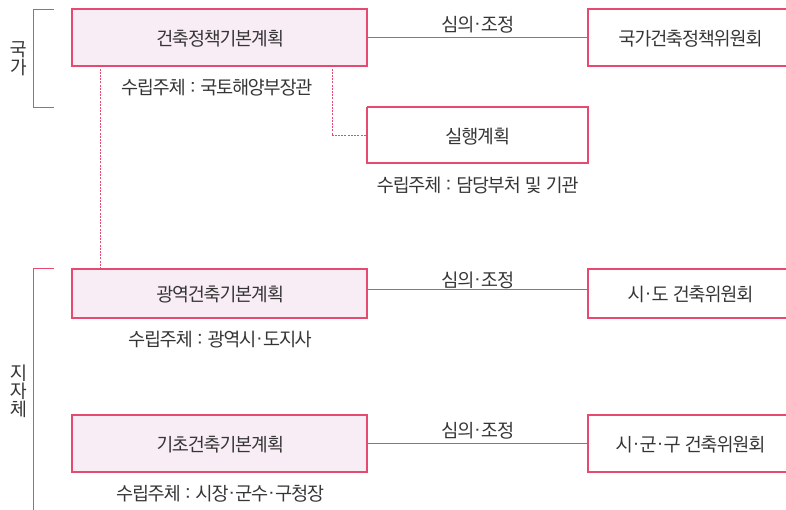 국가
건축정책기본계획
심의·조정
국가건축정책위원회
수립주체 : 국토해양부장관
실행계획
수립주체 : 담당부처 및 기관
지자체
광역건축기본계획
심의·조정
시·도 건축위원회
수립주체 : 광역시·도지사
기초건축기본계획
심의·조정
시·군·구 건축위원회
수립주체 : 시장·군수·구청장